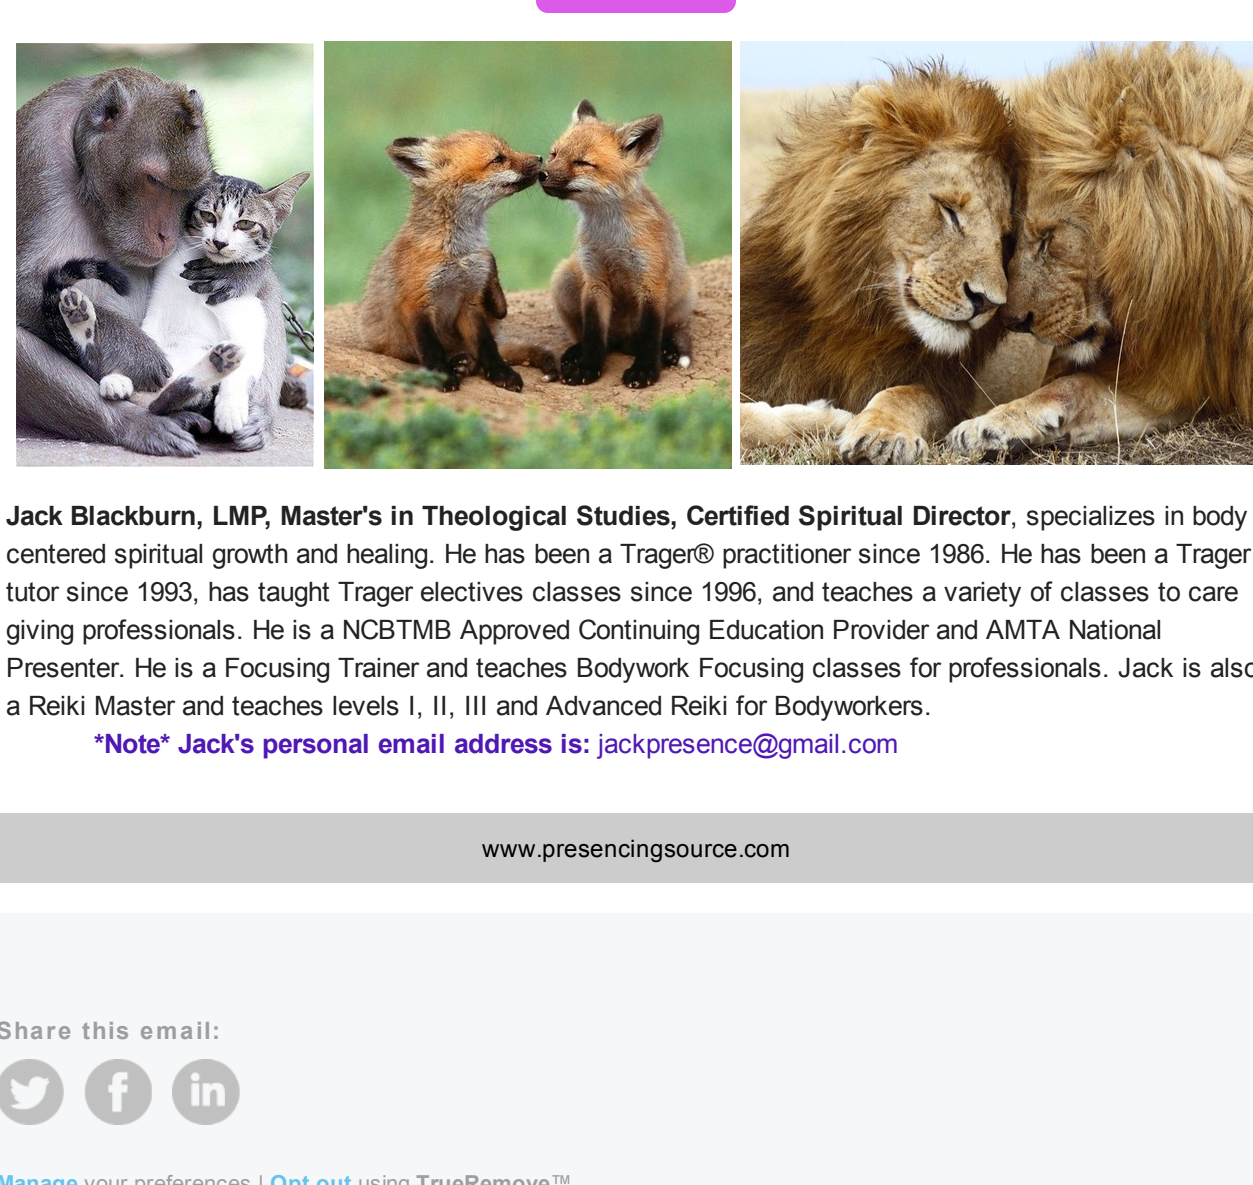 Jack Blackburn, LMP, Master's in Theological Studies, Certified Spiritual Director, specializes in body
centered spiritual growth and healing. He has been a Trager® practitioner since 1986. He has been a Trager
tutor since 1993, has taught Trager electives classes since 1996, and teaches a variety of classes to care
giving professionals. He is a NCBTMB Approved Continuing Education Provider and AMTA National
Presenter. He is a Focusing Trainer and teaches Bodywork Focusing classes for professionals. Jack is also
a Reiki Master and teaches levels I, II, III and Advanced Reiki for Bodyworkers.
*Note* Jack's personal email address is: jackpresence@gmail.com
www.presencingsource.com
Share this email:
f in
Manage your preferences | Opt out using TrueRemove™